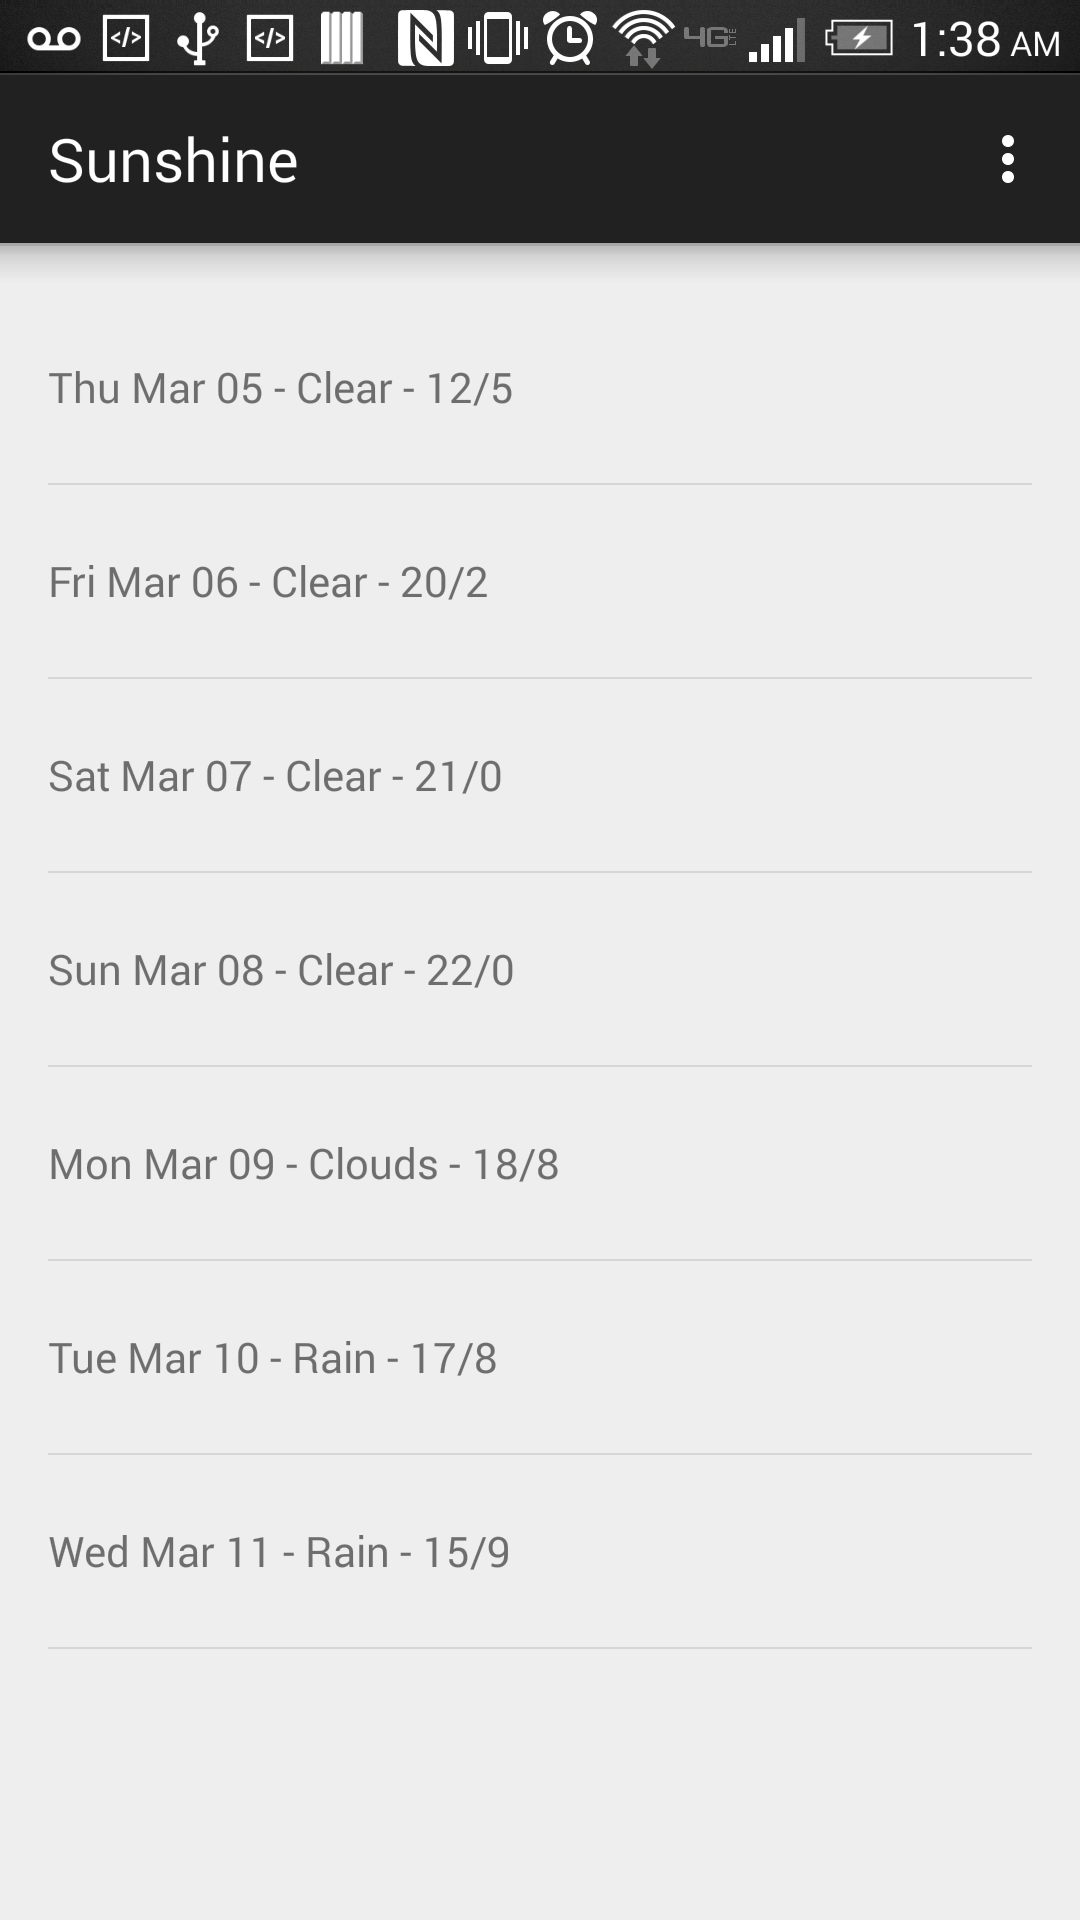 </> </> 4G LTE 1:38 AM
Sunshine
Thu Mar 05 - Clear - 12/5
Fri Mar 06 - Clear - 20/2
Sat Mar 07 - Clear - 21/0
Sun Mar 08 - Clear - 22/0
Mon Mar 09 - Clouds - 18/8
Tue Mar 10 - Rain - 17/8
Wed Mar 11 - Rain - 15/9